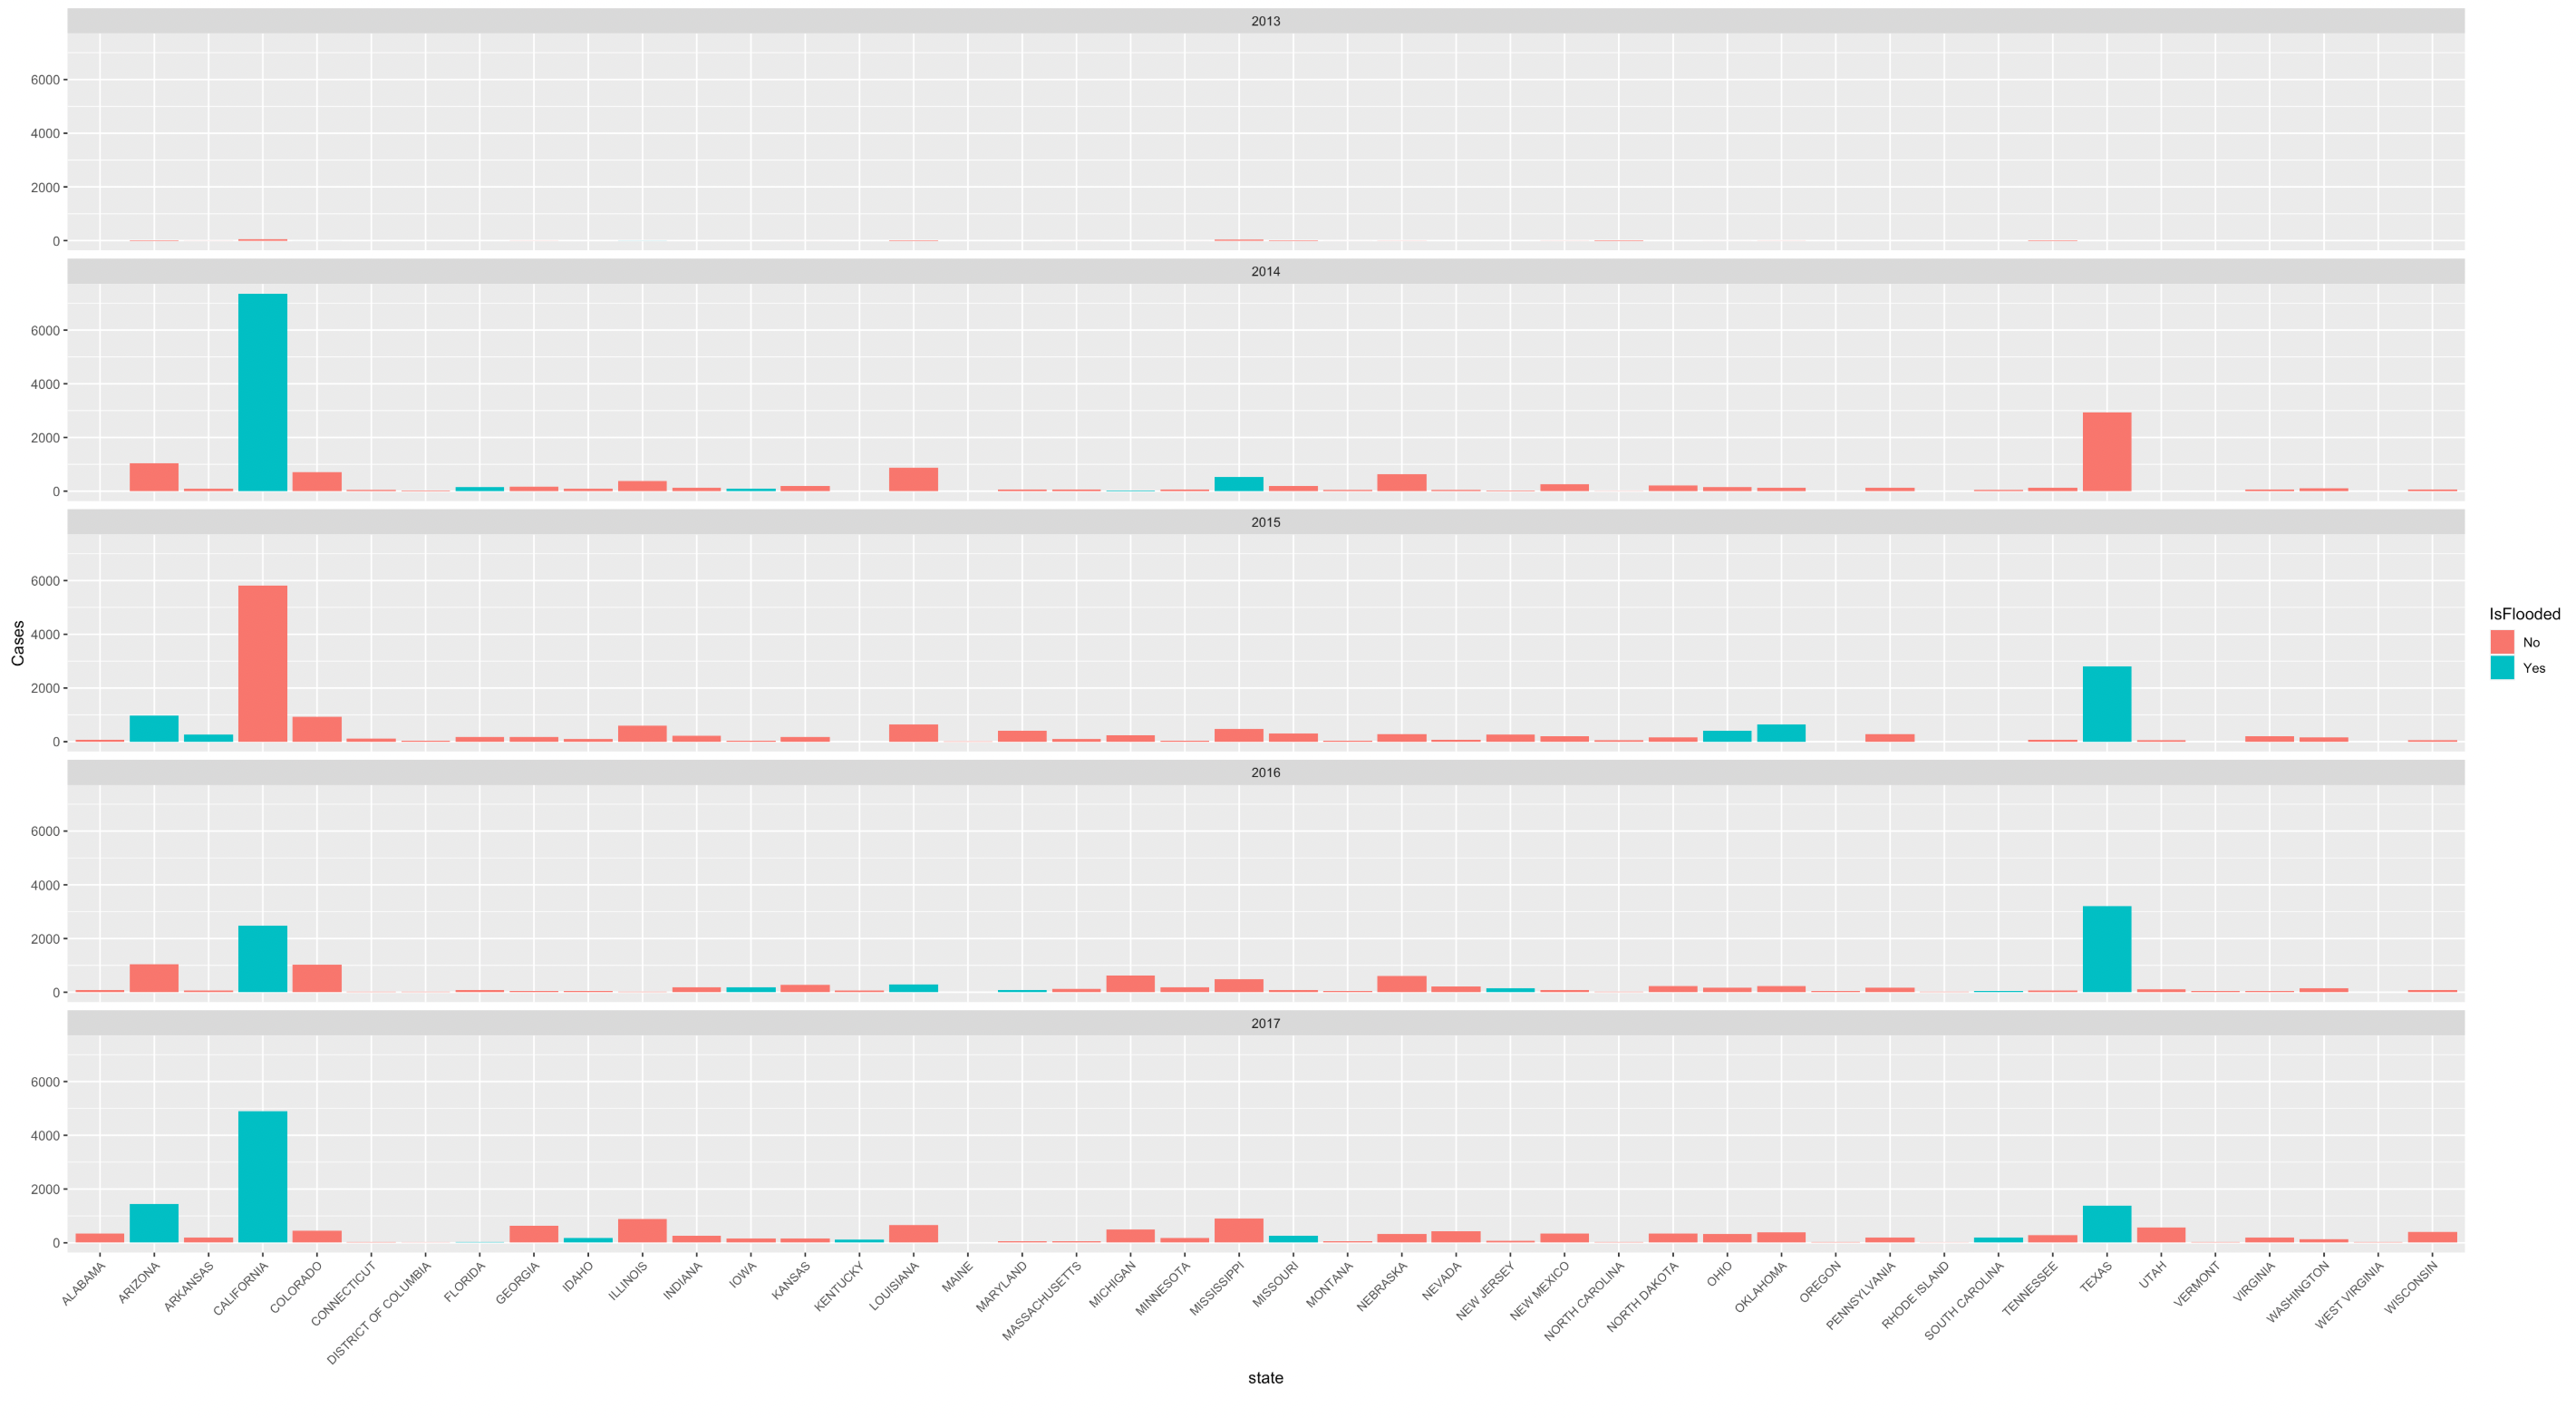 2013
6000
4000
2000
0
2014
6000
4000
2000
0
2015
6000
4000
2000
0
2016
6000
4000
2000
0
2017
6000
4000
2000
0
Cases
ALABAMA
ARIZONA
ARKANSAS
CALIFORNIA
COLORADO
CONNECTICUT
DISTRICT OF COLUMBIA
FLORIDA
GEORGIA
IDAHO
ILLINOIS
INDIANA
IOWA
KANSAS
KENTUCKY
LOUISIANA
MAINE
MARYLAND
MASSACHUSETTS
MICHIGAN
MINNESOTA
MISSISSIPPI
MISSOURI
MONTANA
NEBRASKA
NEVADA
NEW JERSEY
NEW MEXICO
NORTH CAROLINA
NORTH DAKOTA
OHIO
OKLAHOMA
OREGON
PENNSYLVANIA
RHODE ISLAND
SOUTH CAROLINA
TENNESSEE
TEXAS
UTAH
VERMONT
VIRGINIA
WASHINGTON
WEST VIRGINIA
WISCONSIN
state
IsFlooded
No
Yes